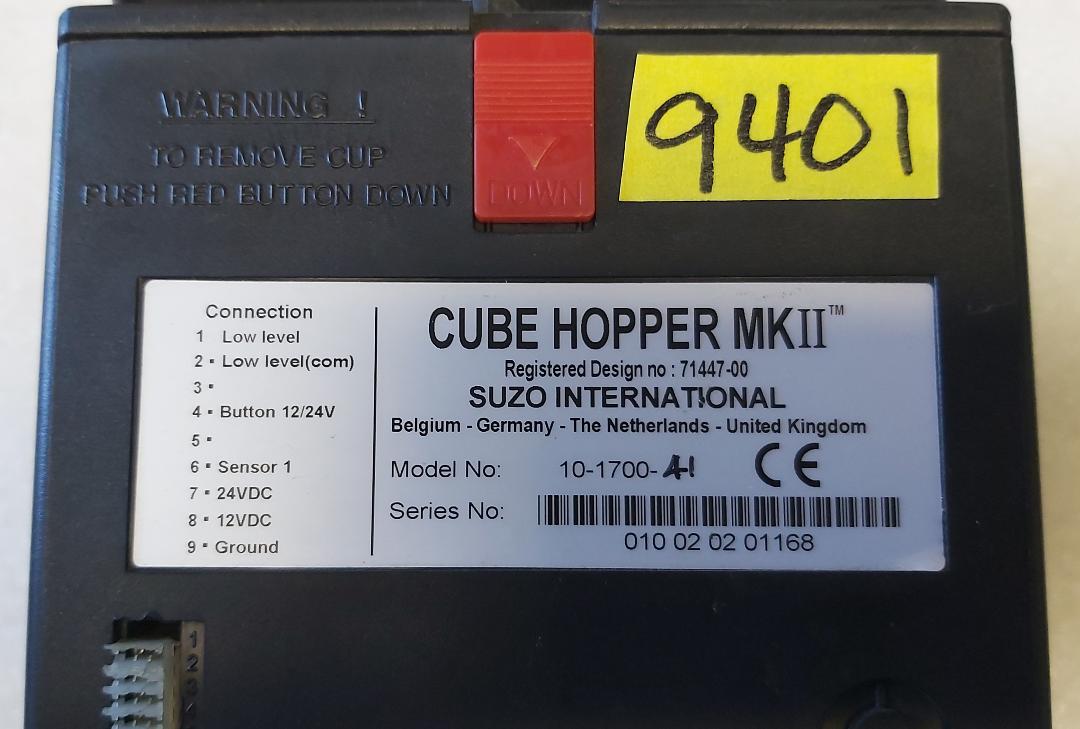 WARNING !
TO REMOVE CUP
PUSH RED BUTTON DOWN
DOWN
9401
Connection
1 Low level
2 ▪ Low level(com)
3 ▪
4 ▪ Button 12/24V
5 ▪
6 ▪ Sensor 1
7 ▪ 24VDC
8 ▪ 12VDC
9 ▪ Ground
CUBE HOPPER MKII™
Registered Design no : 71447-00
SUZO INTERNATIONAL
Belgium - Germany - The Netherlands - United Kingdom
Model No: 10-1700-41 CE
Series No:
010 02 02 01168
1
2
3